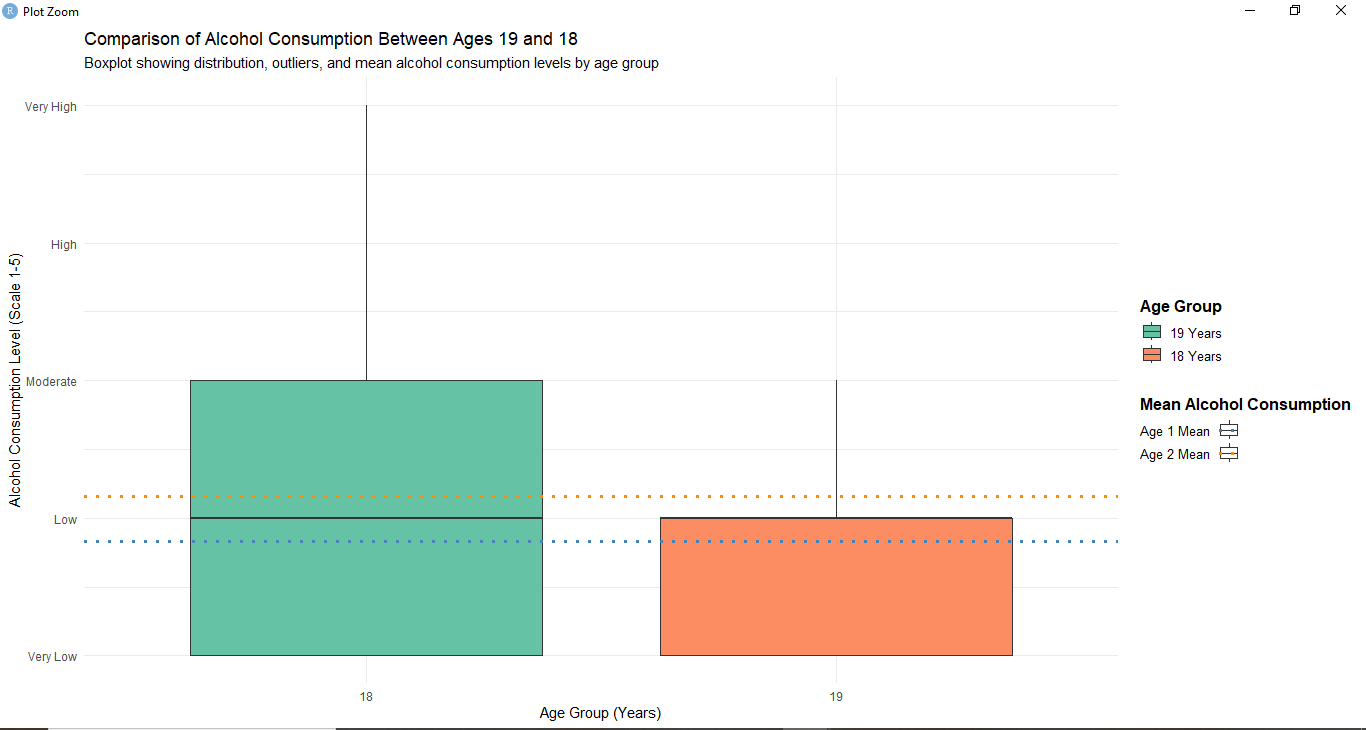 R Plot Zoom
Comparison of Alcohol Consumption Between Ages 19 and 18
Boxplot showing distribution, outliers, and mean alcohol consumption levels by age group
Alcohol Consumption Level (Scale 1-5)
Very High
High
Moderate
Low
Very Low
18 19
Age Group (Years)
Age Group
19 Years
18 Years
Mean Alcohol Consumption
Age 1 Mean
Age 2 Mean